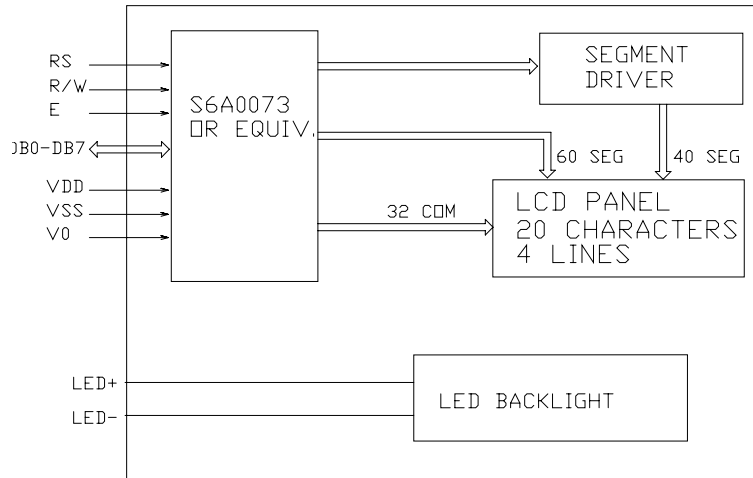 RS
R/W
E
DB0-DB7
VDD
VSS
V0
S6A0073
OR EQUIV.
SEGMENT
DRIVER
60 SEG
40 SEG
32 COM
LCD PANEL
20 CHARACTERS
4 LINES
LED+
LED-
LED BACKLIGHT